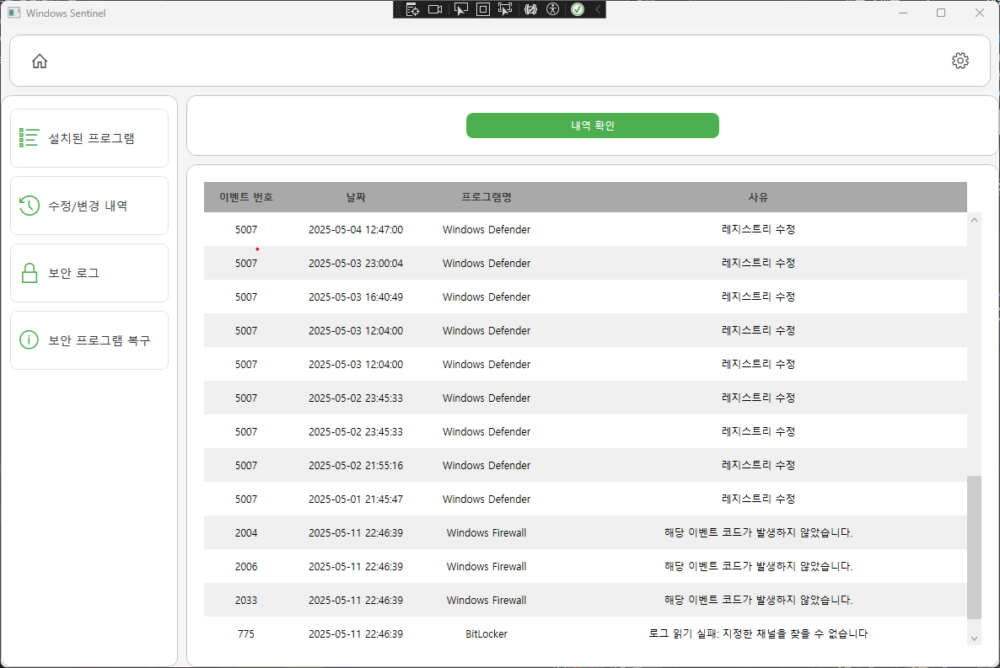 Windows Sentinel
내역 확인
설치된 프로그램
수정/변경 내역
보안 로그
보안 프로그램 복구
이벤트 번호 날짜 프로그램명 사유
5007 2025-05-04 12:47:00 Windows Defender 레지스트리 수정
5007 2025-05-03 23:00:04 Windows Defender 레지스트리 수정
5007 2025-05-03 16:40:49 Windows Defender 레지스트리 수정
5007 2025-05-03 12:04:00 Windows Defender 레지스트리 수정
5007 2025-05-03 12:04:00 Windows Defender 레지스트리 수정
5007 2025-05-02 23:45:33 Windows Defender 레지스트리 수정
5007 2025-05-02 23:45:33 Windows Defender 레지스트리 수정
5007 2025-05-02 21:55:16 Windows Defender 레지스트리 수정
5007 2025-05-01 21:45:47 Windows Defender 레지스트리 수정
2004 2025-05-11 22:46:39 Windows Firewall 해당 이벤트 코드가 발생하지 않았습니다.
2006 2025-05-11 22:46:39 Windows Firewall 해당 이벤트 코드가 발생하지 않았습니다.
2033 2025-05-11 22:46:39 Windows Firewall 해당 이벤트 코드가 발생하지 않았습니다.
775 2025-05-11 22:46:39 BitLocker 로그 읽기 실패: 지정한 채널을 찾을 수 없습니다